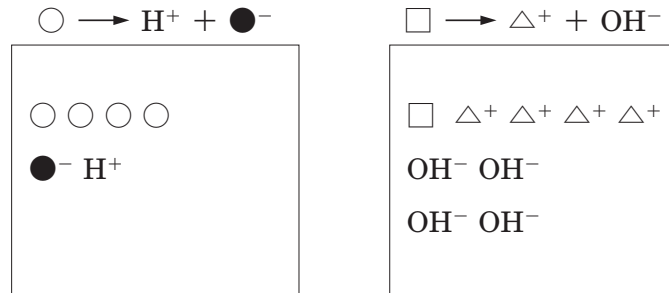 ○ ⟶ H⁺ + ●⁻
□ ⟶ △⁺ + OH⁻
○ ○ ○ ○
●⁻ H⁺
□ △⁺ △⁺ △⁺ △⁺
OH⁻ OH⁻
OH⁻ OH⁻